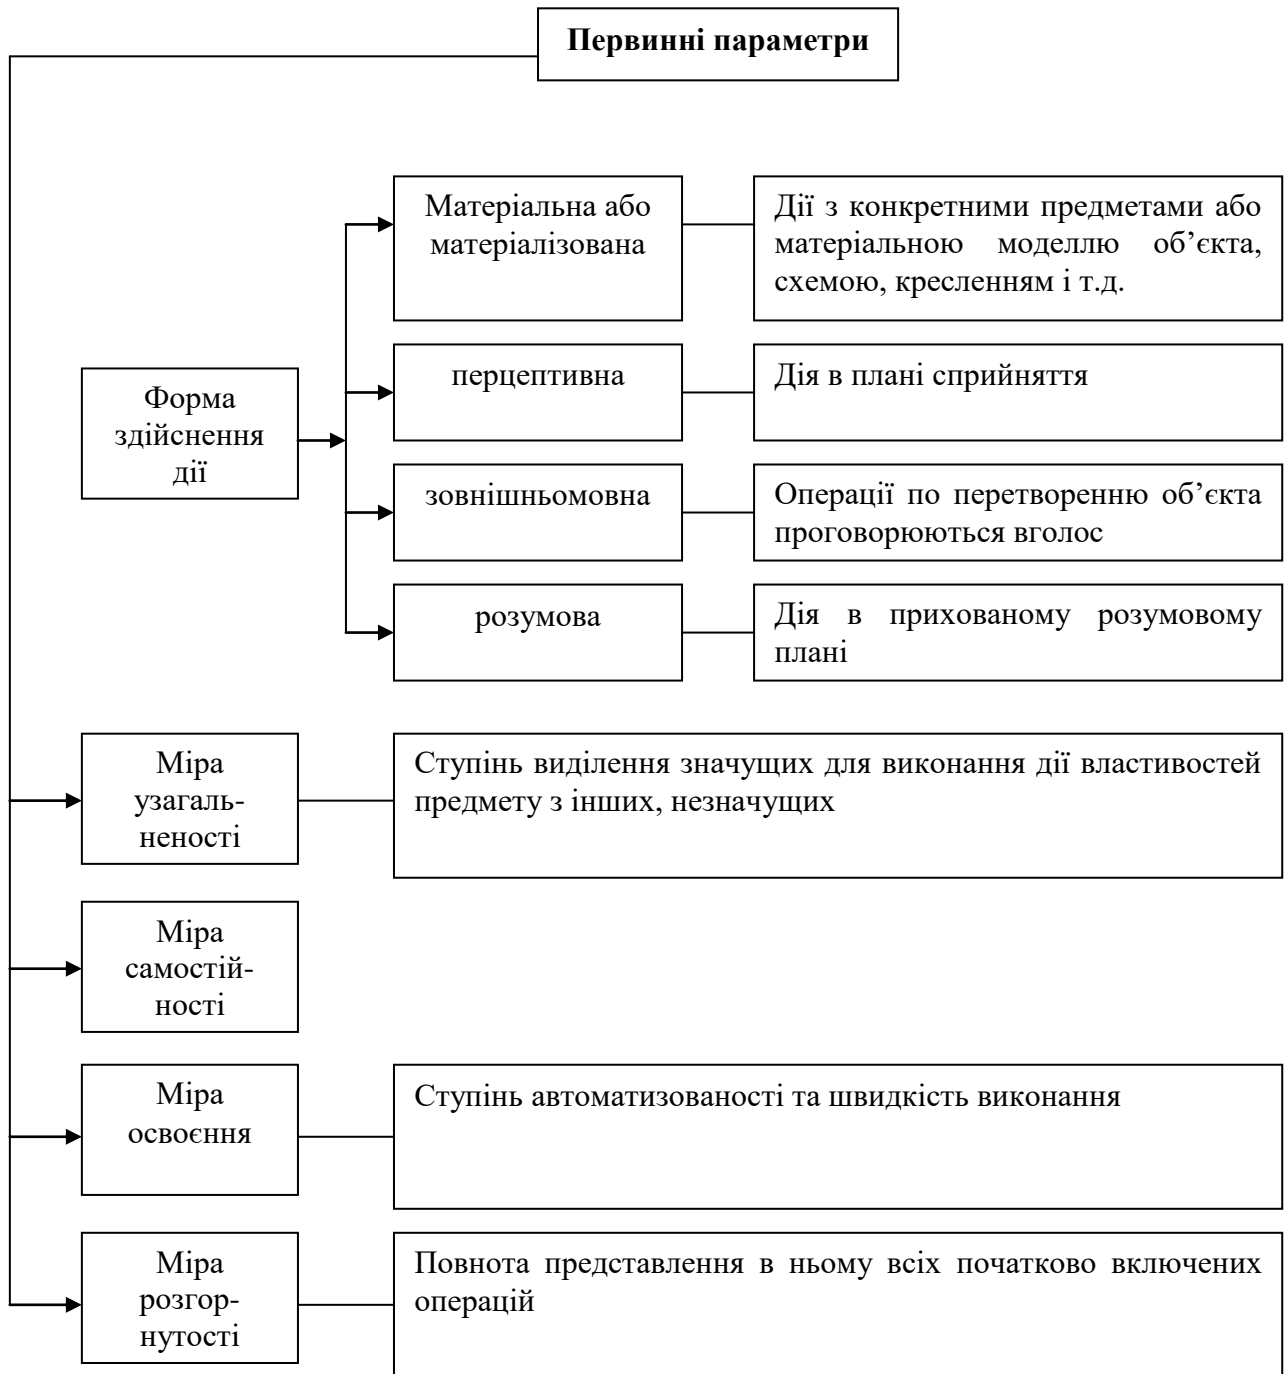 Первинні параметри
Матеріальна або
матеріалізована
Дії з конкретними предметами або
матеріальною моделлю об’єкта,
схемою, кресленням і т.д.
Форма
здійснення
дії
перцептивна
Дія в плані сприйняття
зовнішньомовна
Операції по перетворенню об’єкта
проговорюються вголос
розумова
Дія в прихованому розумовому
плані
Міра
узагаль-
неності
Ступінь виділення значущих для виконання дії властивостей
предмету з інших, незначущих
Міра
самостій-
ності
Міра
освоєння
Ступінь автоматизованості та швидкість виконання
Міра
розгор-
нутості
Повнота представлення в ньому всіх початково включених
операцій